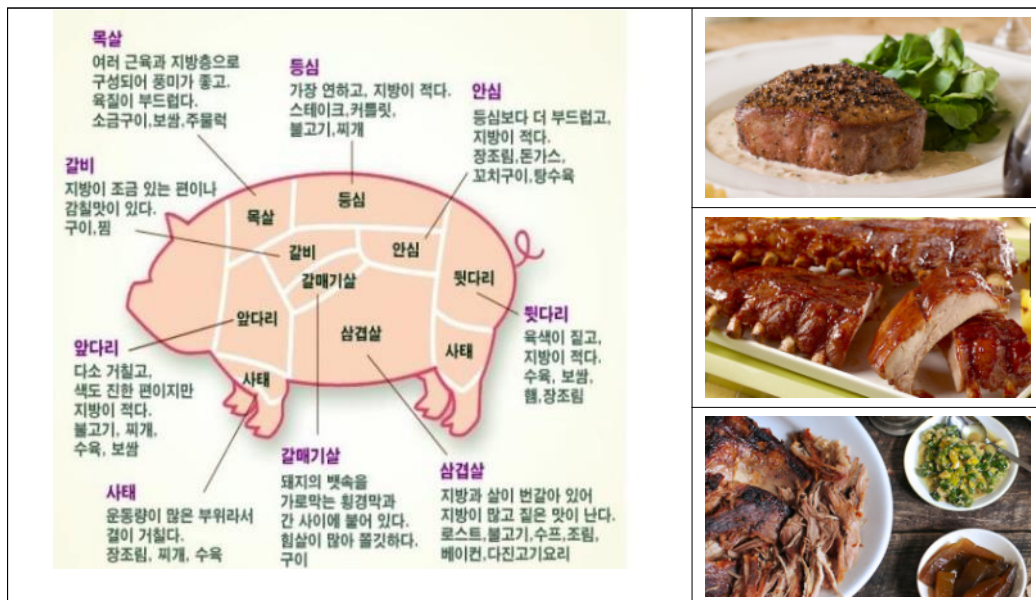 목살
여러 근육과 지방층으로
구성되어 풍미가 좋고.
육질이 부드럽다.
소금구이,보쌈,주물럭
등심
가장 연하고, 지방이 적다.
스테이크,커틀릿,
불고기,찌개
안심
등심보다 더 부드럽고,
지방이 적다.
장조림,돈가스,
꼬치구이,탕수육
갈비
지방이 조금 있는 편이나
감칠맛이 있다.
구이,찜
목살
등심
갈비
안심
갈매기살
뒷다리
앞다리
삼겹살
사태
사태
뒷다리
육색이 짙고,
지방이 적다.
수육, 보쌈,
햄,장조림
앞다리
다소 거칠고,
색도 진한 편이지만
지방이 적다.
불고기, 찌개,
수육, 보쌈
사태
운동량이 많은 부위라서
결이 거칠다.
장조림, 찌개, 수육
갈매기살
돼지의 뱃속을
가로막는 횡경막과
간 사이에 붙어 있다.
힘살이 많아 쫄깃하다.
구이
삼겹살
지방과 살이 번갈아 있어
지방이 많고 짙은 맛이 난다.
로스트,불고기,수프,조림,
베이컨,다진고기요리